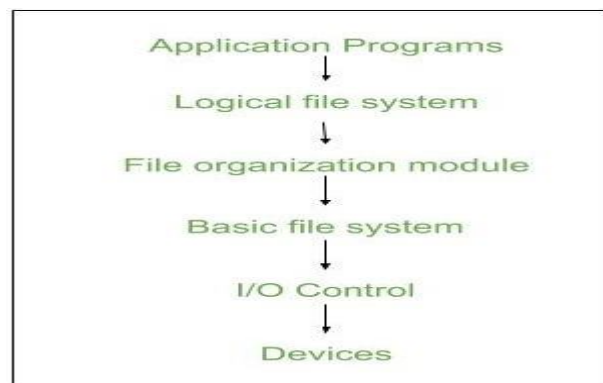 Application Programs
Logical file system
File organization module
Basic file system
I/O Control
Devices